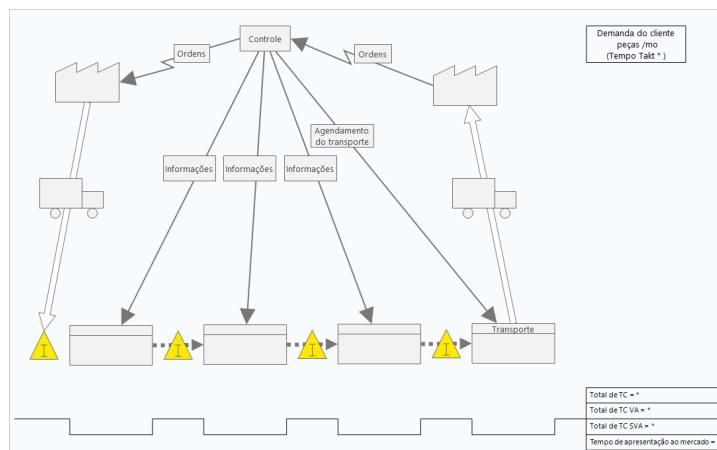 Controle
Ordens
Ordens
Demanda do cliente
peças /mo
(Tempo Takt * )
Agendamento
do transporte
Informações
Informações
Informações
I
I
I
I
Transporte
Total de TC = *
Total de TC VA = *
Total de TC SVA = *
Tempo de apresentação ao mercado =